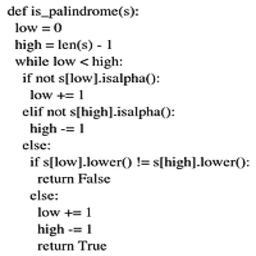 def is_palindrome(s):
low = 0
high = len(s) - 1
while low < high:
if not s[low].isalpha():
low += 1
elif not s[high].isalpha():
high -= 1
else:
if s[low].lower() != s[high].lower():
return False
else:
low += 1
high -= 1
return True